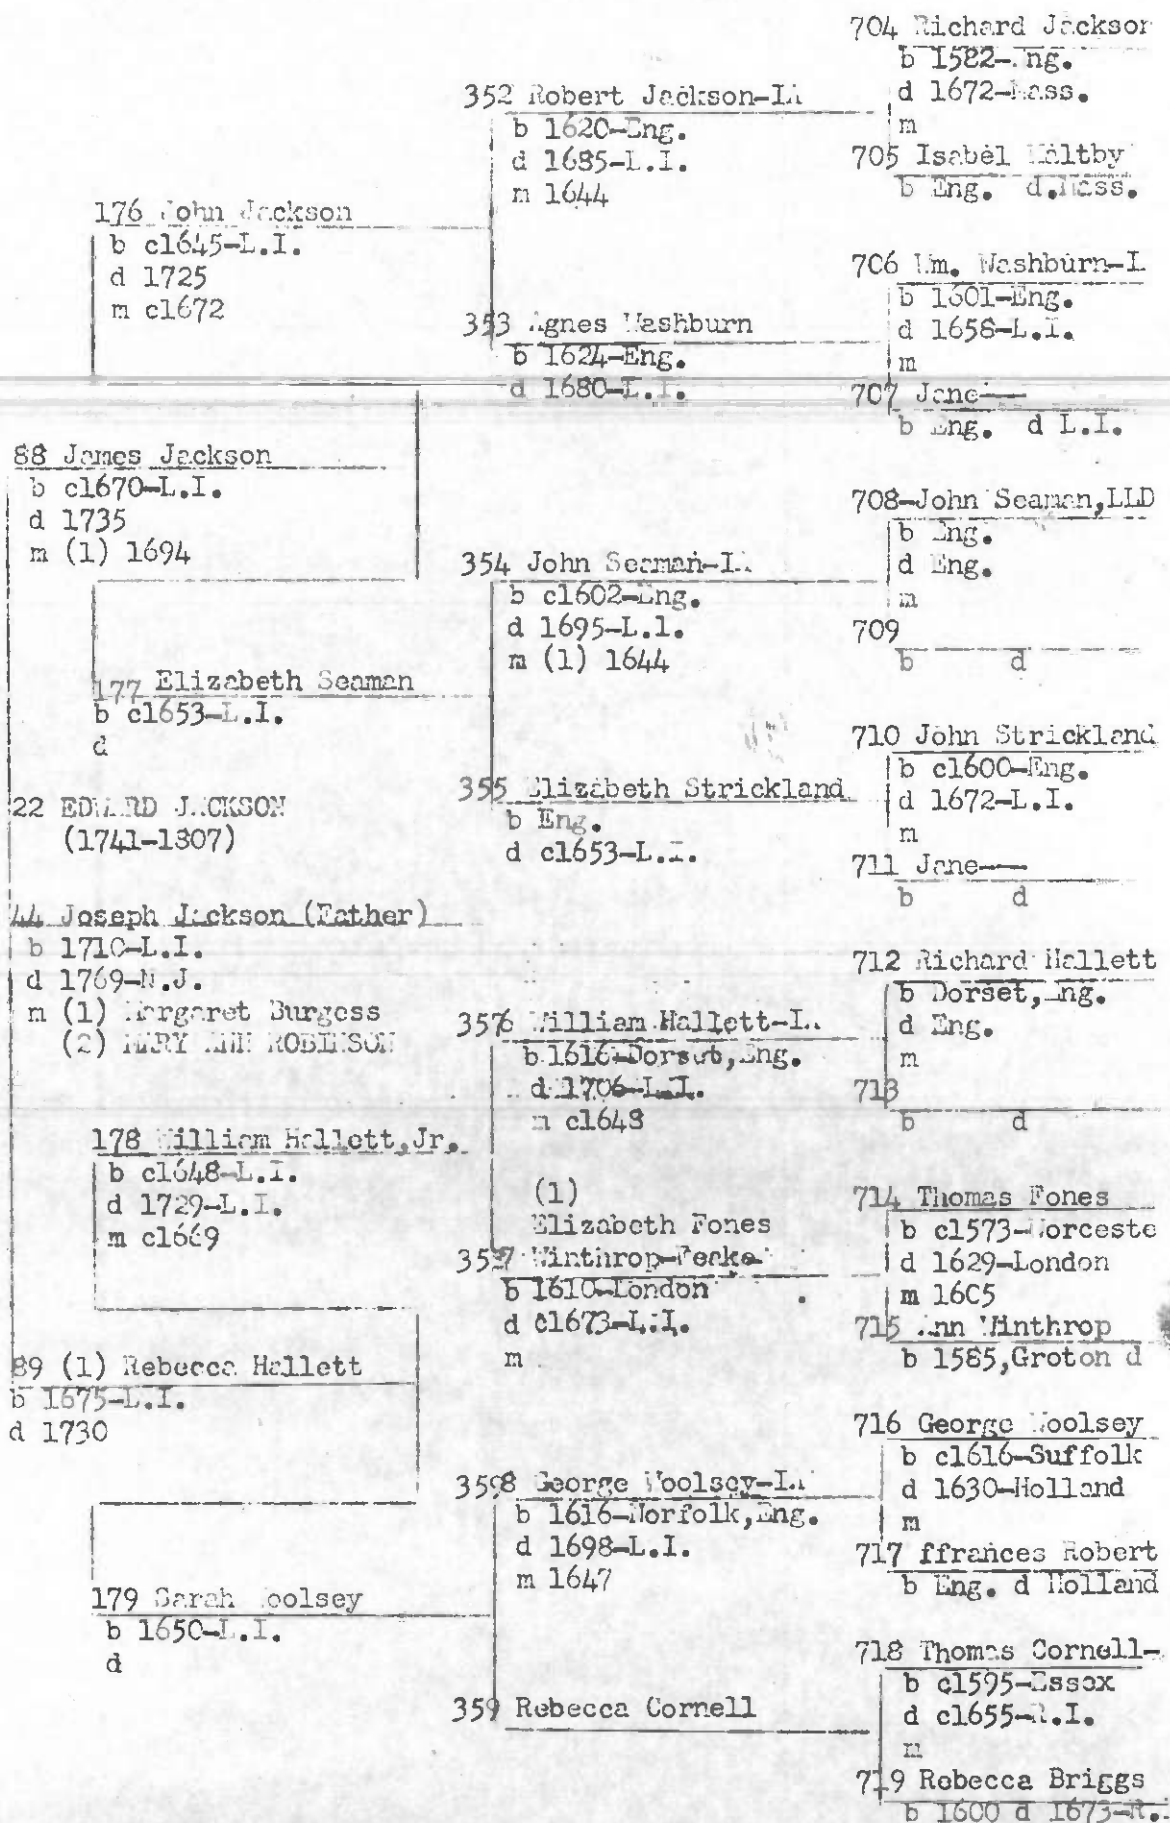 176 John Jackson
b c1645-L.I.
d 1725
m c1672
88 James Jackson
b c1670-L.I.
d 1735
m (1) 1694
177 Elizabeth Seaman
b c1653-L.I.
d
22 EDWARD JACKSON
(1741-1807)
44 Joseph Jackson (Father)
b 1710-L.I.
d 1769-N.J.
m (1) Margaret Burgess
(2) MARY ANN ROBINSON
178 William Hallett, Jr.
b c1648-L.I.
d 1729-L.I.
m c1669
89 (1) Rebecca Hallett
b 1675-L.I.
d 1730
179 Sarah Woolsey
b 1650-L.I.
d
352 Robert Jackson-
b 1620-Eng.
d 1685-L.I.
m 1644
353 Agnes Washburn
b 1624-Eng.
d 1680-L.I.
354 John Seaman-
b c1602-Eng.
d 1695-L.I.
m (1) 1644
355 Elizabeth Strickland
b Eng.
d c1653-L.I.
356 William Hallett-
b 1616-Dorset, Eng.
d 1706-L.I.
m c1648
(1)
Elizabeth Fones
357 Winthrop-Feake
b 1610-London
d c1673-L.I.
m
358 George Woolsey-
b 1616-Norfolk, Eng.
d 1698-L.I.
m 1647
359 Rebecca Cornell
704 Richard Jackson
b 1582-Eng.
d 1672-Mass.
m
705 Isabel Maltby
b Eng. d. Mass.
706 Wm. Washburn-
b 1601-Eng.
d 1658-L.I.
m
707 Jane--
b Eng. d L.I.
708-John Seaman, LLD
b Eng.
d Eng.
m
709
b d
710 John Strickland
b c1600-Eng.
d 1672-L.I.
m
711 Jane--
b d
712 Richard Hallett
b Dorset, Eng.
d Eng.
m
713
b d
714 Thomas Fones
b c1573-Worceste
d 1629-London
m 1605
715 Ann Winthrop
b 1585, Groton d
716 George Woolsey
b c1616-Suffolk
d 1630-Holland
m
717 ffrances Robert
b Eng. d Holland
718 Thomas Cornell-
b c1595-Essex
d c1655-R.I.
m
719 Rebecca Briggs
b 1600 d 1673-R.